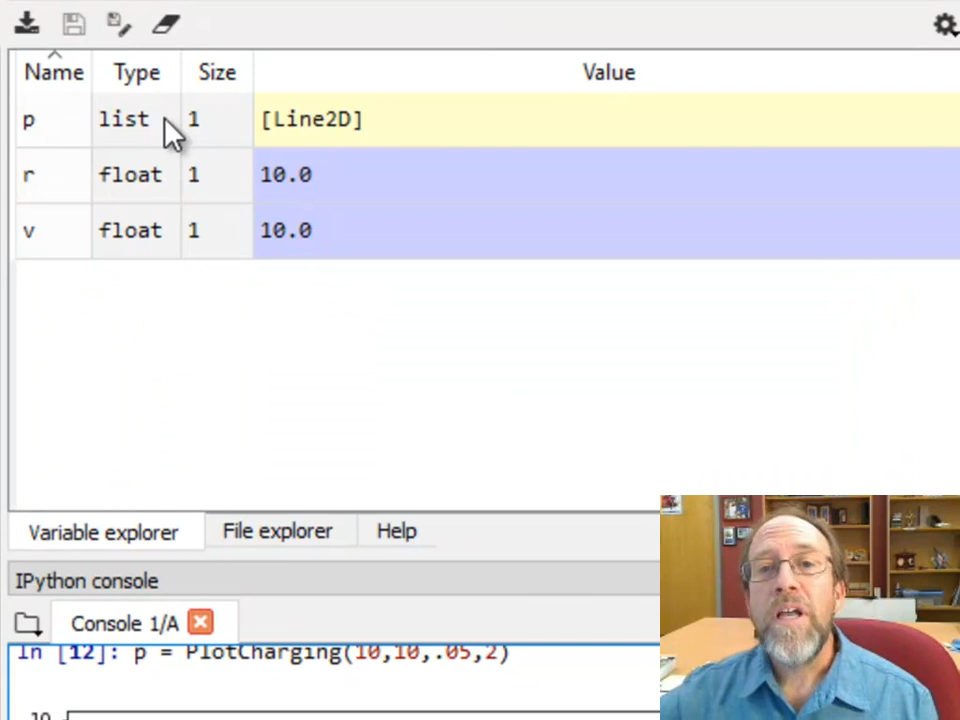 Name Type Size Value
p list 1 [Line2D]
r float 1 10.0
v float 1 10.0
Variable explorer File explorer Help
IPython console
Console 1/A
In [12]: p = PlotCharging(10,10,.05,2)
10